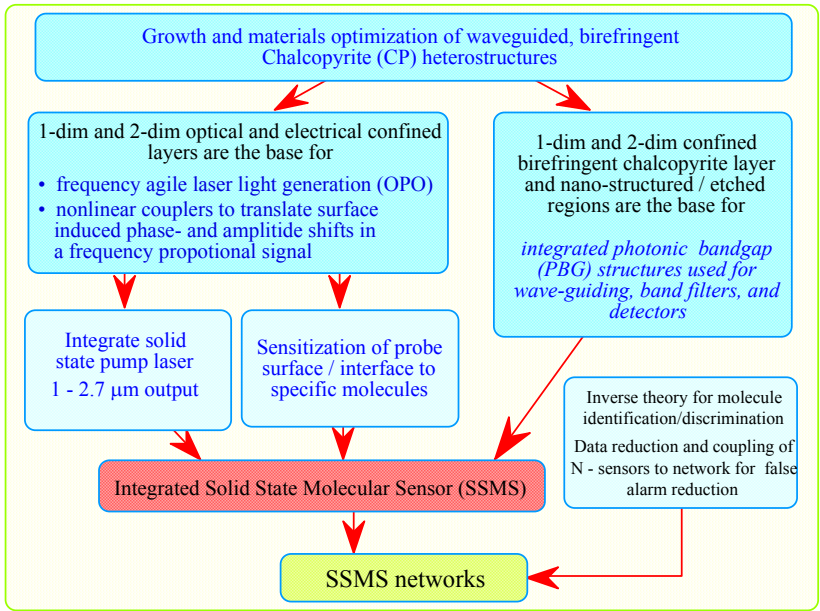 Growth and materials optimization of waveguided, birefringent
Chalcopyrite (CP) heterostructures
1-dim and 2-dim optical and electrical confined
layers are the base for
• frequency agile laser light generation (OPO)
• nonlinear couplers to translate surface
induced phase- and amplitide shifts in
a frequency propotional signal
1-dim and 2-dim confined
birefringent chalcopyrite layer
and nano-structured / etched
regions are the base for
integrated photonic bandgap
(PBG) structures used for
wave-guiding, band filters, and
detectors
Integrate solid
state pump laser
1 - 2.7 μm output
Sensitization of probe
surface / interface to
specific molecules
Inverse theory for molecule
identification/discrimination
Data reduction and coupling of
N - sensors to network for false
alarm reduction
Integrated Solid State Molecular Sensor (SSMS)
SSMS networks